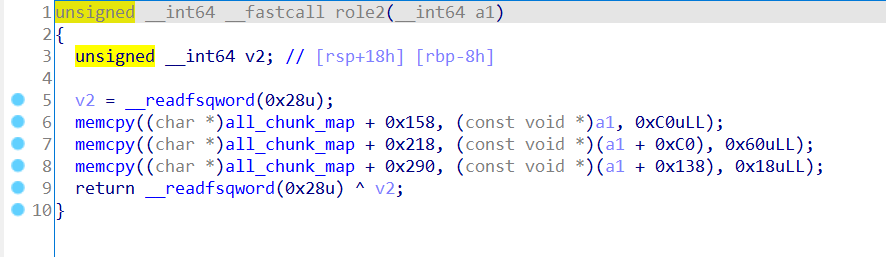 1 unsigned __int64 __fastcall role2(__int64 a1)
2 {
3 unsigned __int64 v2; // [rsp+18h] [rbp-8h]
4
5 v2 = __readfsqword(0x28u);
6 memcpy((char *)all_chunk_map + 0x158, (const void *)a1, 0xC0uLL);
7 memcpy((char *)all_chunk_map + 0x218, (const void *)(a1 + 0xC0), 0x60uLL);
8 memcpy((char *)all_chunk_map + 0x290, (const void *)(a1 + 0x138), 0x18uLL);
9 return __readfsqword(0x28u) ^ v2;
10 }